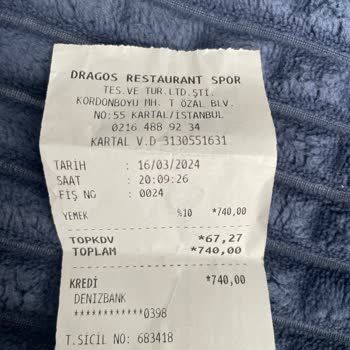 DRAGOS RESTAURANT SPOR
TES.VE TUR.LTD.ŞTİ.
KORDONBOYU MH. T ÖZAL BLV.
NO:55 KARTAL/İSTANBUL
0216 488 92 34
KARTAL V.D 3130551631
TARİH : 16/03/2024
SAAT : 20:09:26
FİŞ NO : 0024
YEMEK %10 *740,00
TOPKDV *67,27
TOPLAM *740,00
KREDİ *740,00
DENIZBANK
************0398
T.SİCİL NO: 683418